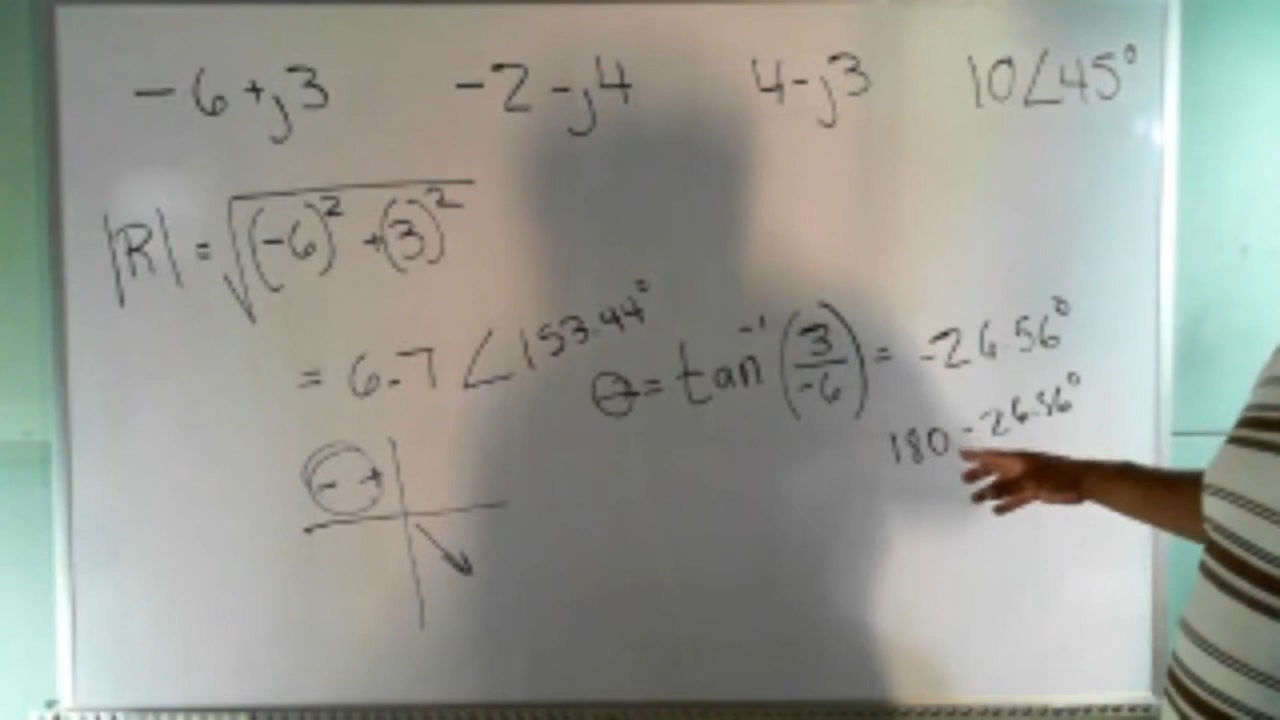 -6+j3 -2-j4 4-j3 10∠45°
|R| = √((-6)² + (3)²)
= 6.7 ∠153.44° θ = tan⁻¹(3/-6) = -26.56°
180 - 26.56°
- +